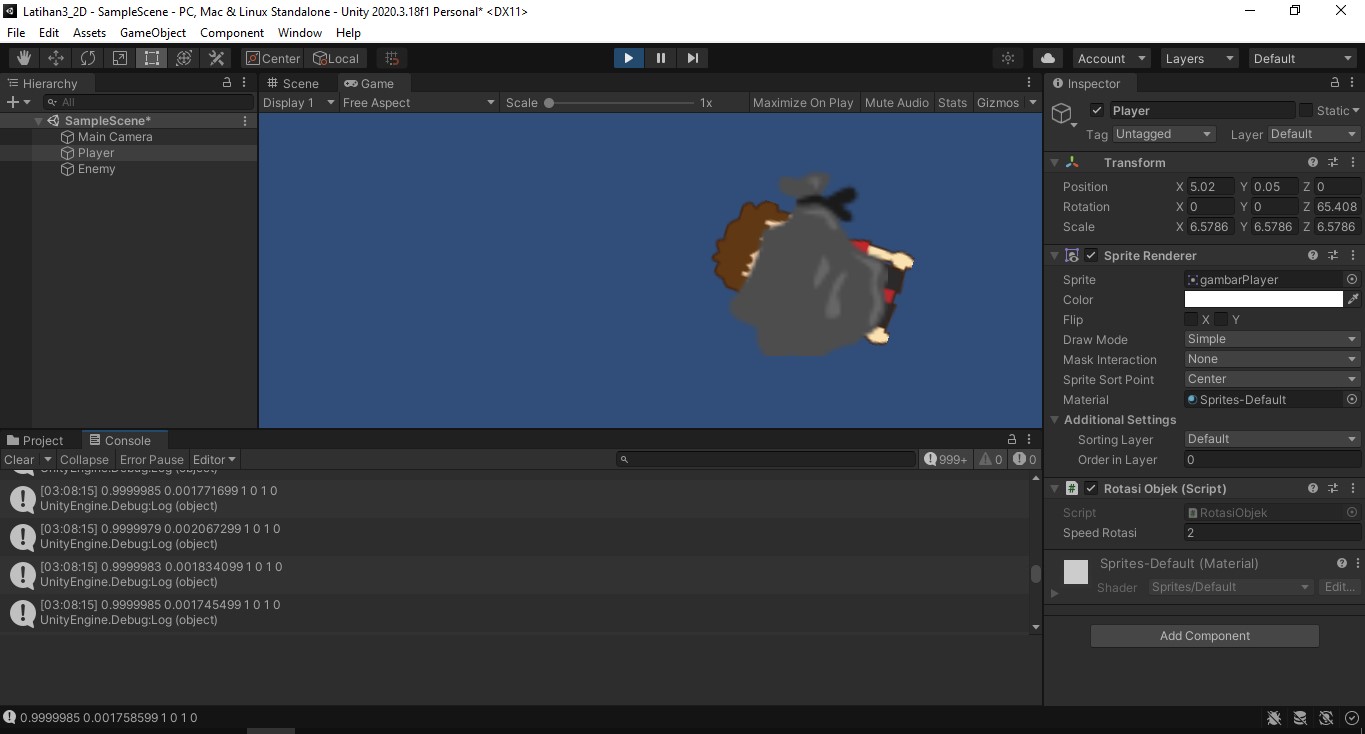 Latihan3_2D - SampleScene - PC, Mac & Linux Standalone - Unity 2020.3.18f1 Personal* <DX11>
File Edit Assets GameObject Component Window Help
Center Local Account Layers Default
Hierarchy
All
SampleScene*
Main Camera
Player
Enemy
Scene Game
Display 1 Free Aspect Scale 1x Maximize On Play Mute Audio Stats Gizmos
Project Console
Clear Collapse Error Pause Editor 999+ 0 0
UnityEngine.Debug:Log (object)
[03:08:15] 0.9999985 0.001771699 1 0 1 0
UnityEngine.Debug:Log (object)
[03:08:15] 0.9999979 0.002067299 1 0 1 0
UnityEngine.Debug:Log (object)
[03:08:15] 0.9999983 0.001834099 1 0 1 0
UnityEngine.Debug:Log (object)
[03:08:15] 0.9999985 0.001745499 1 0 1 0
UnityEngine.Debug:Log (object)
Inspector
Player Static
Tag Untagged Layer Default
Transform
Position X 5.02 Y 0.05 Z 0
Rotation X 0 Y 0 Z 65.408
Scale X 6.5786 Y 6.5786 Z 6.5786
Sprite Renderer
Sprite gambarPlayer
Color
Flip X Y
Draw Mode Simple
Mask Interaction None
Sprite Sort Point Center
Material Sprites-Default
Additional Settings
Sorting Layer Default
Order in Layer 0
# Rotasi Objek (Script)
Script RotasiObjek
Speed Rotasi 2
Sprites-Default (Material)
Shader Sprites/Default Edit...
Add Component
0.9999985 0.001758599 1 0 1 0